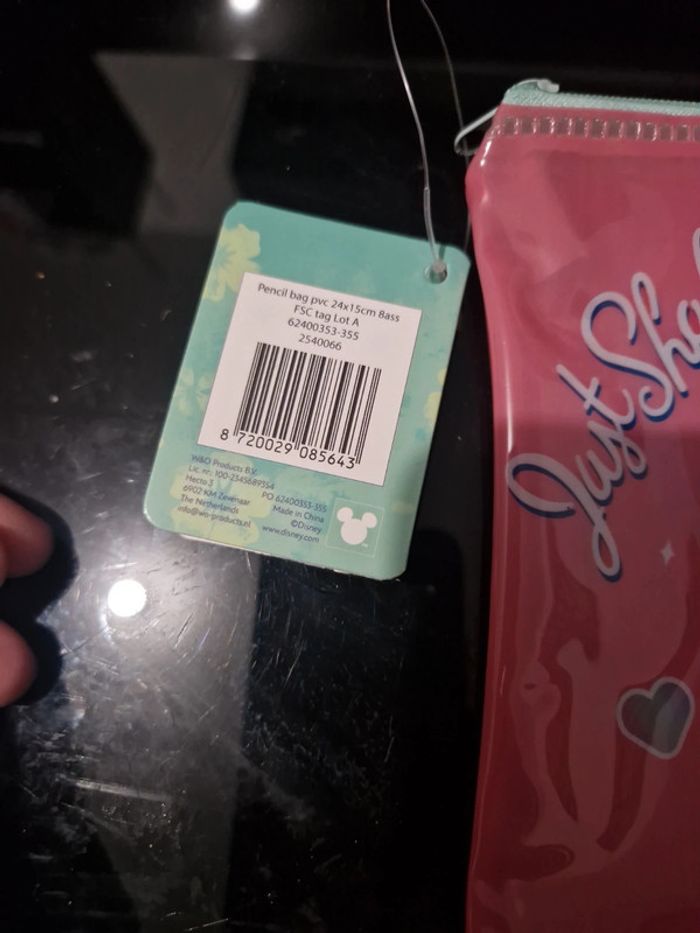 Pencil bag pvc 24x15cm 8ass
FSC tag Lot A
62400353-355
2540066
8 720029 085643
W&O Products B.V.
Lic. nr.: 100-2345689354
Hecto 3
6902 KM Zevenaar
The Netherlands
info@wo-products.nl
PO 62400353-355
Made in China
©Disney
www.disney.com
Just